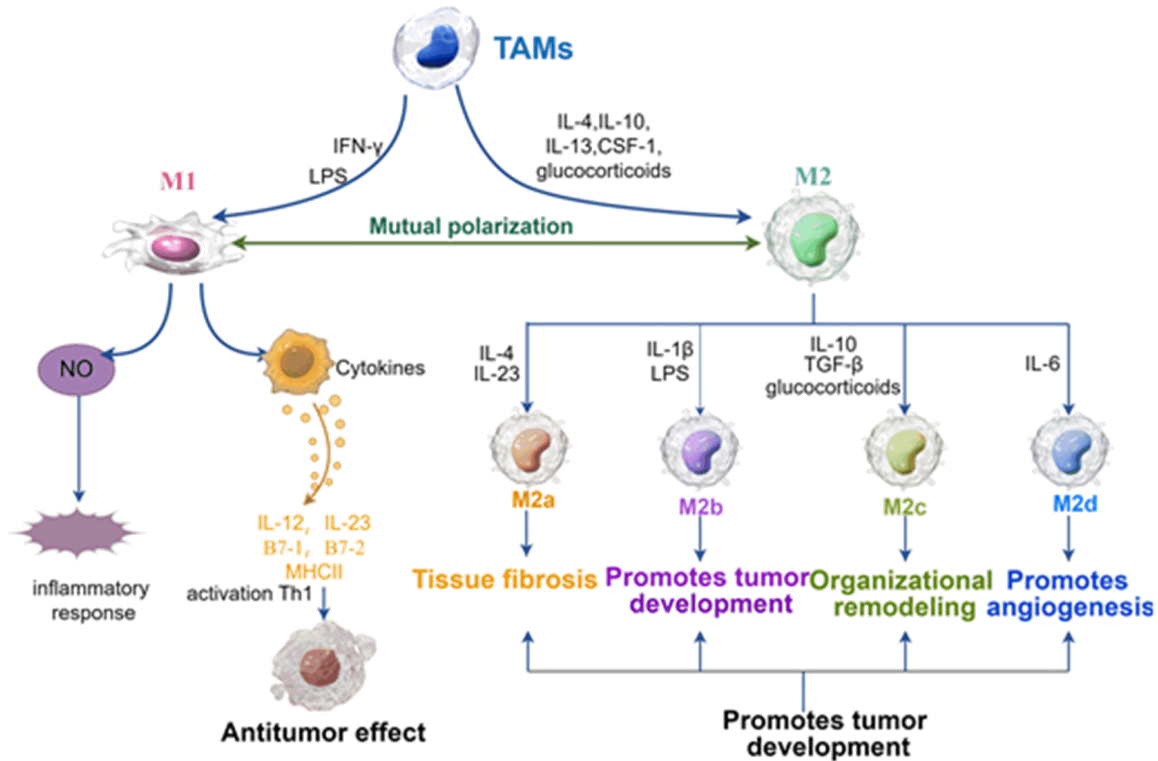 TAMs
IFN-γ
LPS
IL-4,IL-10,
IL-13,CSF-1,
glucocorticoids
M1
M2
Mutual polarization
NO
Cytokines
IL-4
IL-23
IL-1β
LPS
IL-10
TGF-β
glucocorticoids
IL-6
M2a
M2b
M2c
M2d
IL-12, IL-23
B7-1, B7-2
MHCII
activation Th1
inflammatory
response
Tissue fibrosis
Promotes tumor
development
Organizational
remodeling
Promotes
angiogenesis
Antitumor effect
Promotes tumor
development